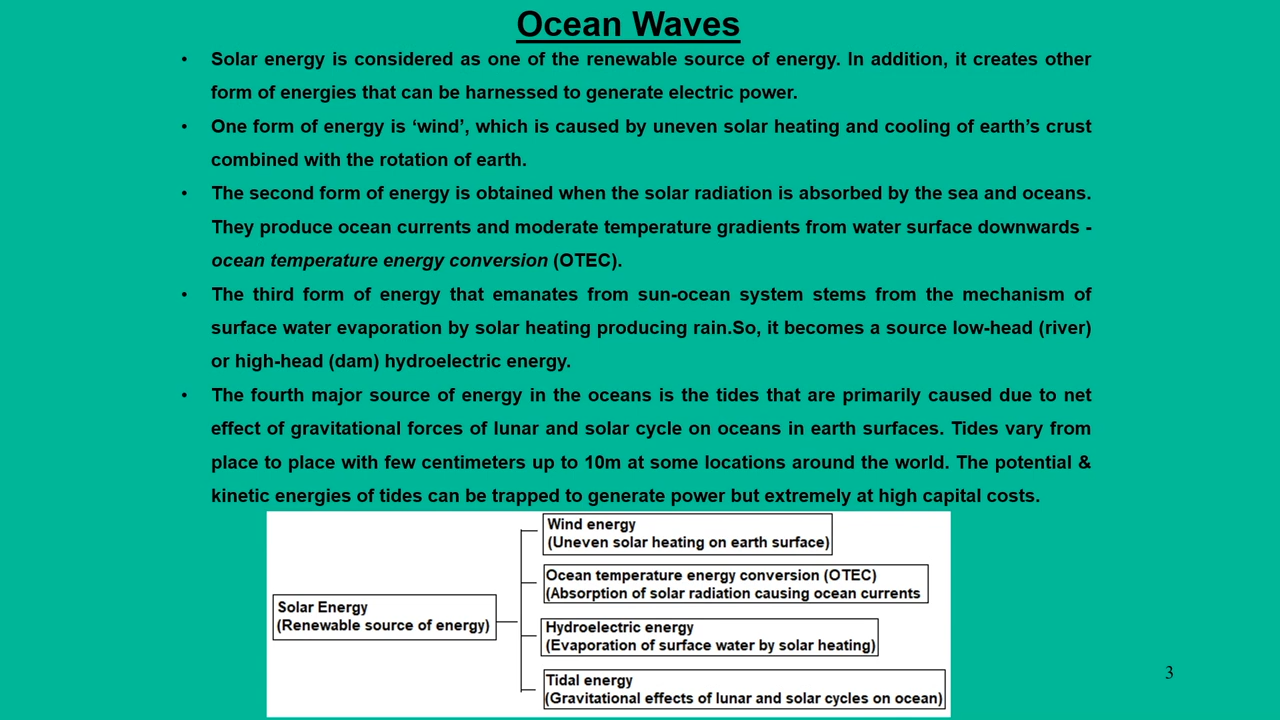 Ocean Waves
• Solar energy is considered as one of the renewable source of energy. In addition, it creates other
form of energies that can be harnessed to generate electric power.
• One form of energy is ‘wind’, which is caused by uneven solar heating and cooling of earth’s crust
combined with the rotation of earth.
• The second form of energy is obtained when the solar radiation is absorbed by the sea and oceans.
They produce ocean currents and moderate temperature gradients from water surface downwards -
ocean temperature energy conversion (OTEC).
• The third form of energy that emanates from sun-ocean system stems from the mechanism of
surface water evaporation by solar heating producing rain.So, it becomes a source low-head (river)
or high-head (dam) hydroelectric energy.
• The fourth major source of energy in the oceans is the tides that are primarily caused due to net
effect of gravitational forces of lunar and solar cycle on oceans in earth surfaces. Tides vary from
place to place with few centimeters up to 10m at some locations around the world. The potential &
kinetic energies of tides can be trapped to generate power but extremely at high capital costs.
Solar Energy
(Renewable source of energy)
Wind energy
(Uneven solar heating on earth surface)
Ocean temperature energy conversion (OTEC)
(Absorption of solar radiation causing ocean currents
Hydroelectric energy
(Evaporation of surface water by solar heating)
Tidal energy
(Gravitational effects of lunar and solar cycles on ocean)
3